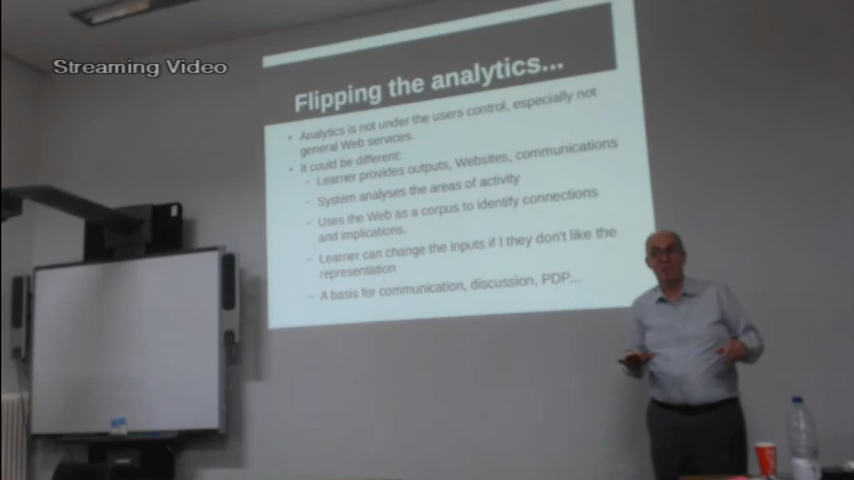 Streaming Video
Flipping the analytics...
• Analytics is not under the users control, especially not
general Web services.
• It could be different:
– Learner provides outputs, Websites, communications
– System analyses the areas of activity
– Uses the Web as a corpus to identify connections
and implications.
– Learner can change the inputs if I they don't like the
representation
– A basis for communication, discussion, PDP...